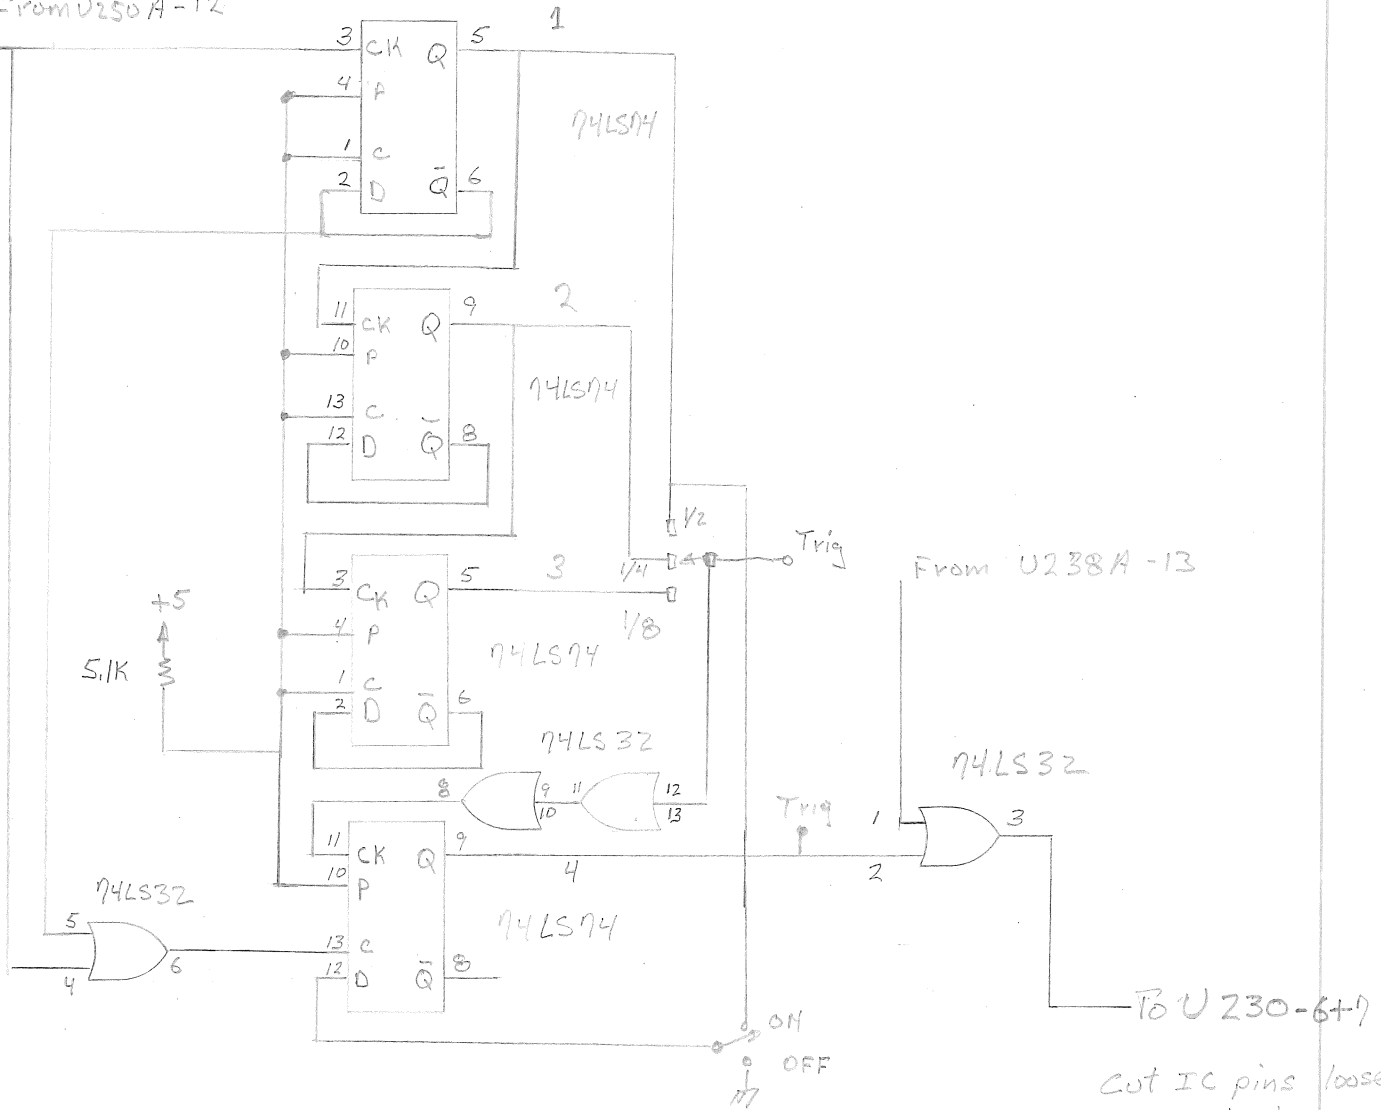 From U250A-12
1
3 CK Q 5
4 P
74LS74
1 C
2 D Q̅ 6
2
11 CK Q 9
10 P
74LS74
13 C
12 D Q̅ 8
1/2
Trig
1/4
From U238A-13
3
3 CK Q 5
+5
1/8
4 P
74LS74
5.1K
1 C
2 D Q̅ 6
74LS32
74LS32
8 9 11 12
10 13
Trig
1 3
11 CK Q 9
4
2
10 P
74LS32
74LS74
5
13 C
6
12 D Q̅ 8
4
To U230-6+7
ON
OFF
Cut IC pins loose